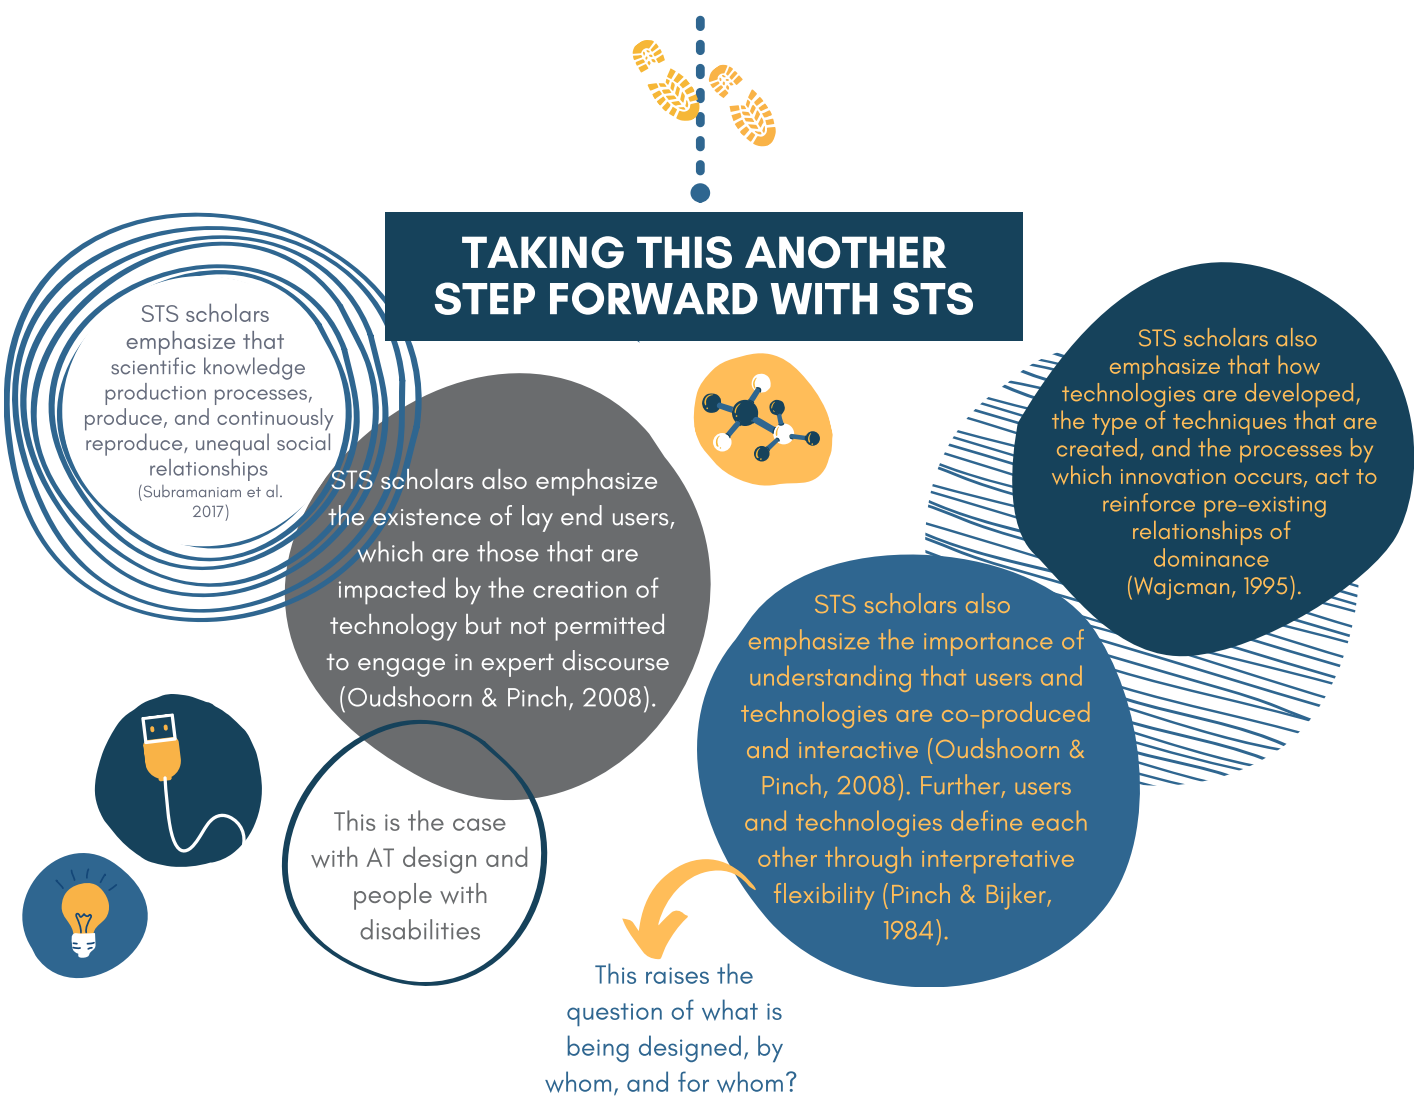 TAKING THIS ANOTHER
STEP FORWARD WITH STS
STS scholars
emphasize that
scientific knowledge
production processes,
produce, and continuously
reproduce, unequal social
relationships
(Subramaniam et al.
2017)
STS scholars also emphasize
the existence of lay end users,
which are those that are
impacted by the creation of
technology but not permitted
to engage in expert discourse
(Oudshoorn & Pinch, 2008).
This is the case
with AT design and
people with
disabilities
STS scholars also
emphasize the importance of
understanding that users and
technologies are co-produced
and interactive (Oudshoorn &
Pinch, 2008). Further, users
and technologies define each
other through interpretative
flexibility (Pinch & Bijker,
1984).
This raises the
question of what is
being designed, by
whom, and for whom?
STS scholars also
emphasize that how
technologies are developed,
the type of techniques that are
created, and the processes by
which innovation occurs, act to
reinforce pre-existing
relationships of
dominance
(Wajcman, 1995).